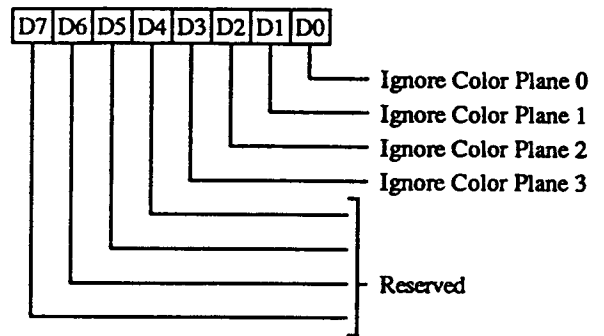 D7 D6 D5 D4 D3 D2 D1 D0
Ignore Color Plane 0
Ignore Color Plane 1
Ignore Color Plane 2
Ignore Color Plane 3
Reserved